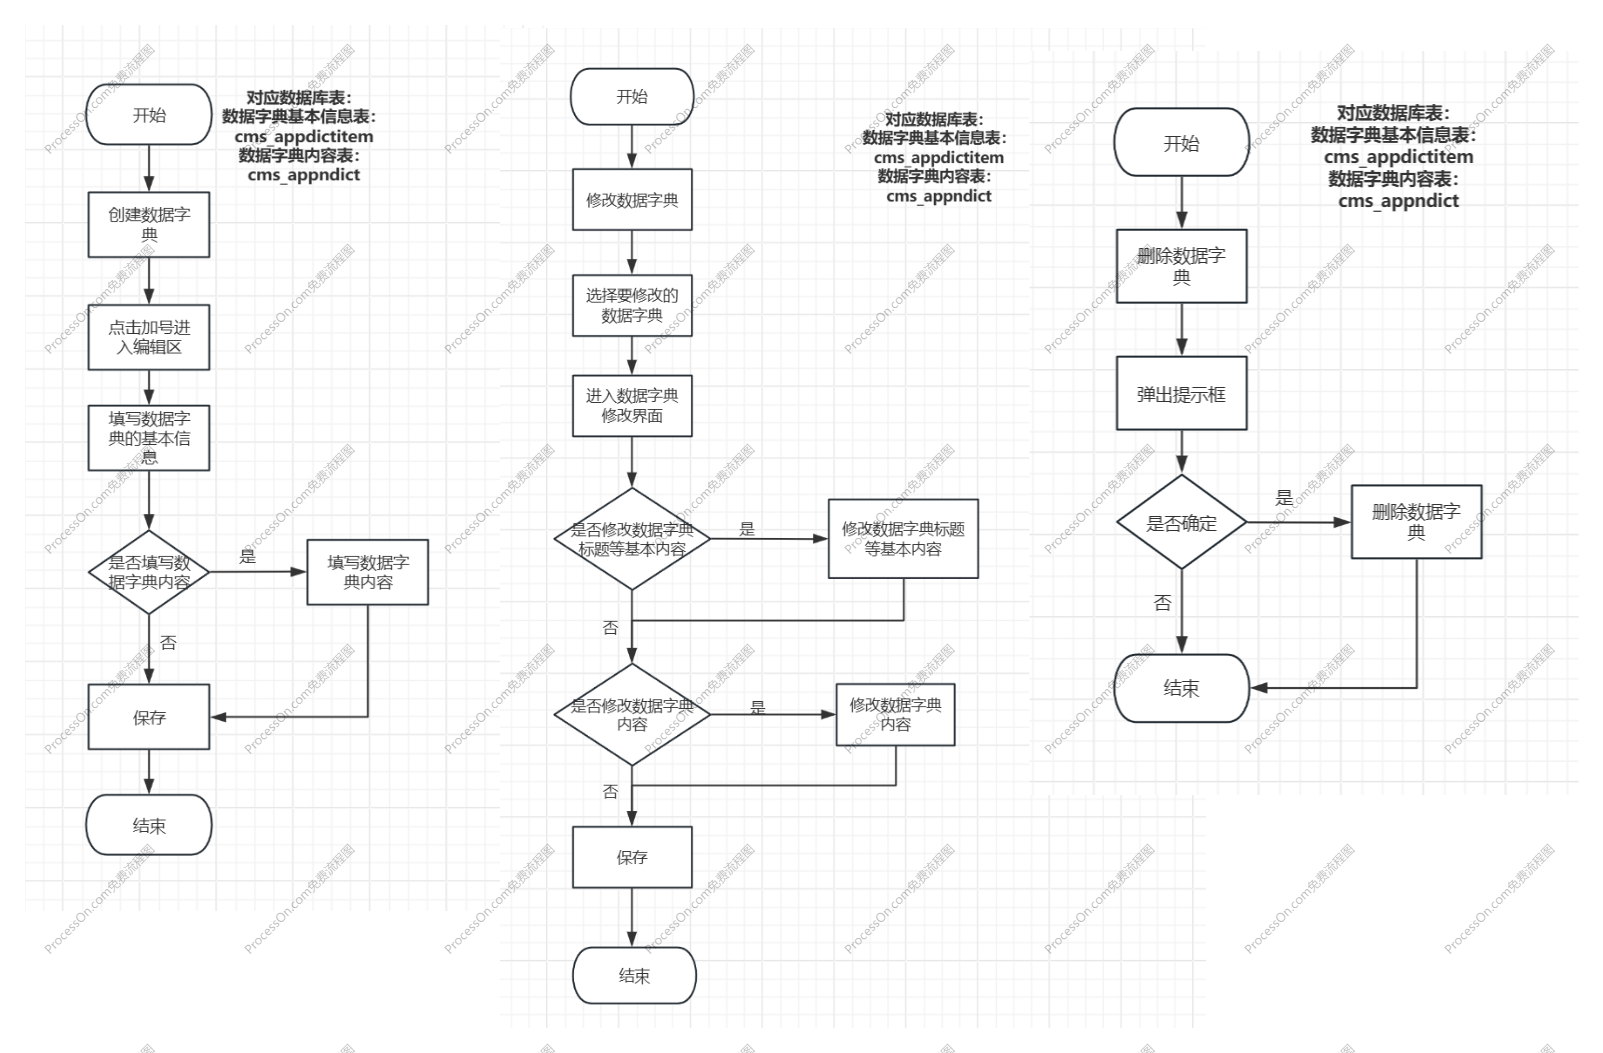 开始
对应数据库表：
数据字典基本信息表：
cms_appdictitem
数据字典内容表：
cms_appndict
创建数据字
典
点击加号进
入编辑区
填写数据字
典的基本信
息
是否填写数
据字典内容
是
填写数据字
典内容
否
保存
结束
开始
对应数据库表：
数据字典基本信息表：
cms_appdictitem
数据字典内容表：
cms_appndict
修改数据字典
选择要修改的
数据字典
进入数据字典
修改界面
是否修改数据字典
标题等基本内容
是
修改数据字典标题
等基本内容
否
是否修改数据字典
内容
是
修改数据字典
内容
否
保存
结束
开始
对应数据库表：
数据字典基本信息表：
cms_appdictitem
数据字典内容表：
cms_appndict
删除数据字
典
弹出提示框
是否确定
是
删除数据字
典
否
结束
ProcessOn.com免费流程图